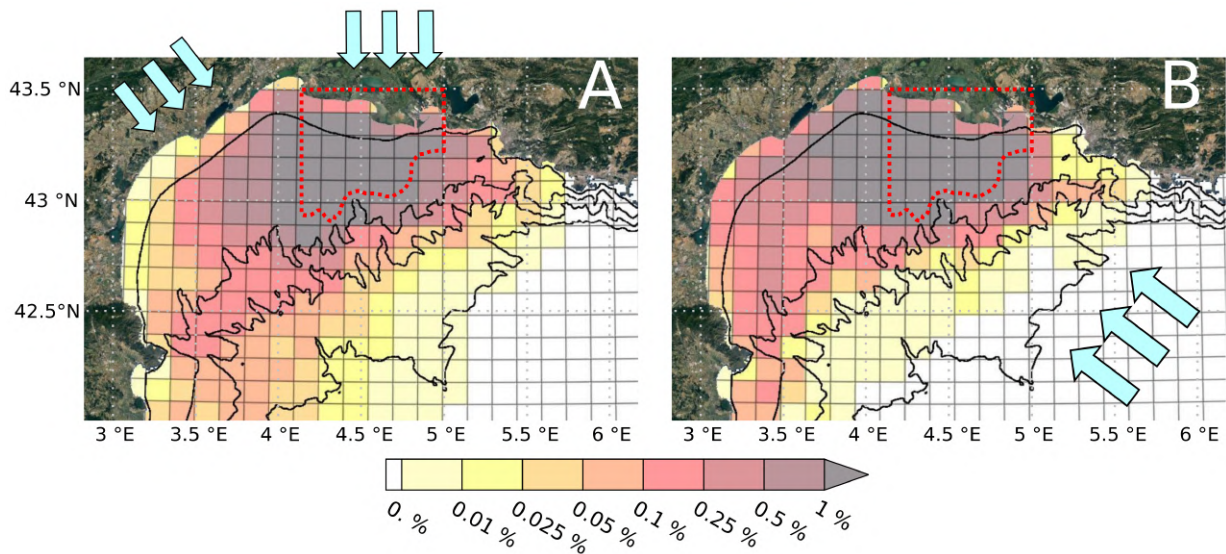 A
B
43.5 °N
43 °N
42.5°N
3 °E
3.5 °E
4 °E
4.5 °E
5 °E
5.5 °E
6 °E
3 °E
3.5 °E
4 °E
4.5 °E
5 °E
5.5 °E
6 °E
0. %
0.01 %
0.025 %
0.05 %
0.1 %
0.25 %
0.5 %
1 %